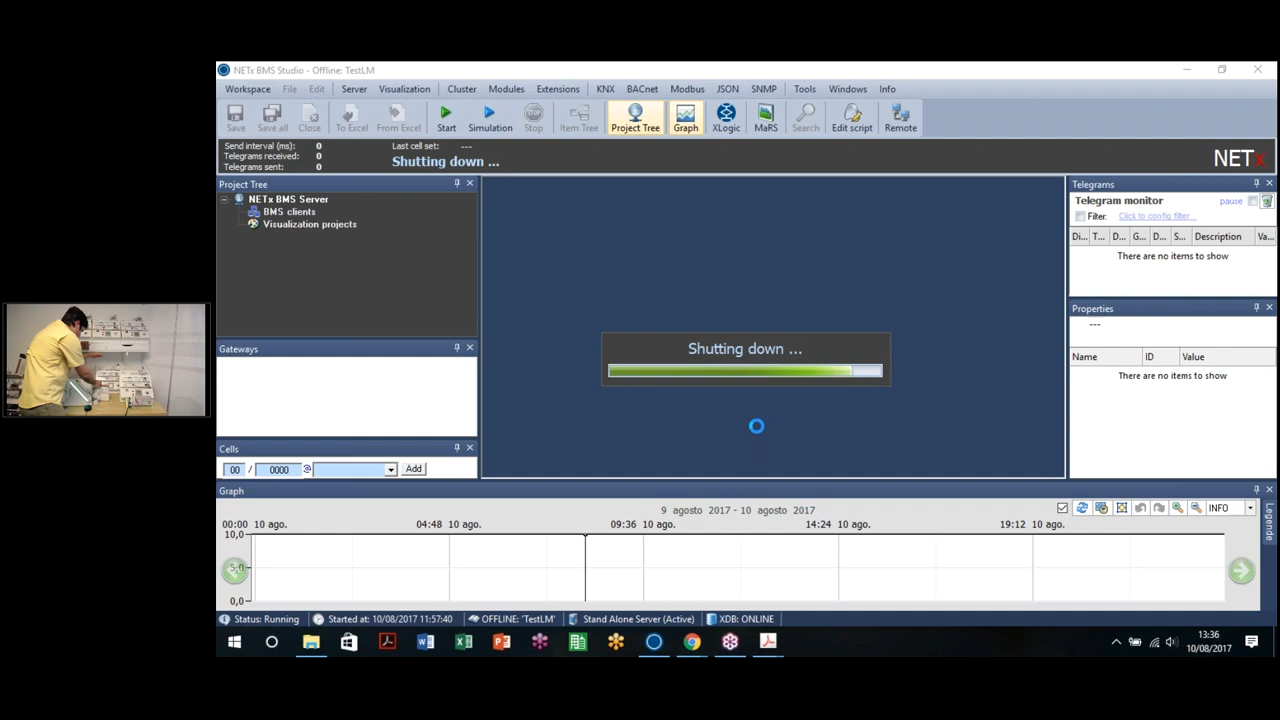 NETx BMS Studio - Offline: TestLM
Workspace File Edit Server Visualization Cluster Modules Extensions KNX BACnet Modbus JSON SNMP Tools Windows Info
Save Save all Close To Excel From Excel Start Simulation Stop Item Tree Project Tree Graph XLogic MaRS Search Edit script Remote
Send interval (ms): 0 Last cell set: ---
Telegrams received: 0
Telegrams sent: 0
Shutting down ...
NETx
Project Tree
NETx BMS Server
BMS clients
Visualization projects
Gateways
Cells
00 / 0000 @ Add
Shutting down ...
Telegrams
Telegram monitor pause
Filter: Click to config filter...
Di... T... D... G... D... S... Description Va...
There are no items to show
Properties
---
Name ID Value
There are no items to show
Graph
9 agosto 2017 - 10 agosto 2017
INFO
Legende
00:00 10 ago. 04:48 10 ago. 09:36 10 ago. 14:24 10 ago. 19:12 10 ago.
10,0
5,0
0,0
Status: Running Started at: 10/08/2017 11:57:40 OFFLINE: 'TestLM' Stand Alone Server (Active) XDB: ONLINE
13:36
10/08/2017